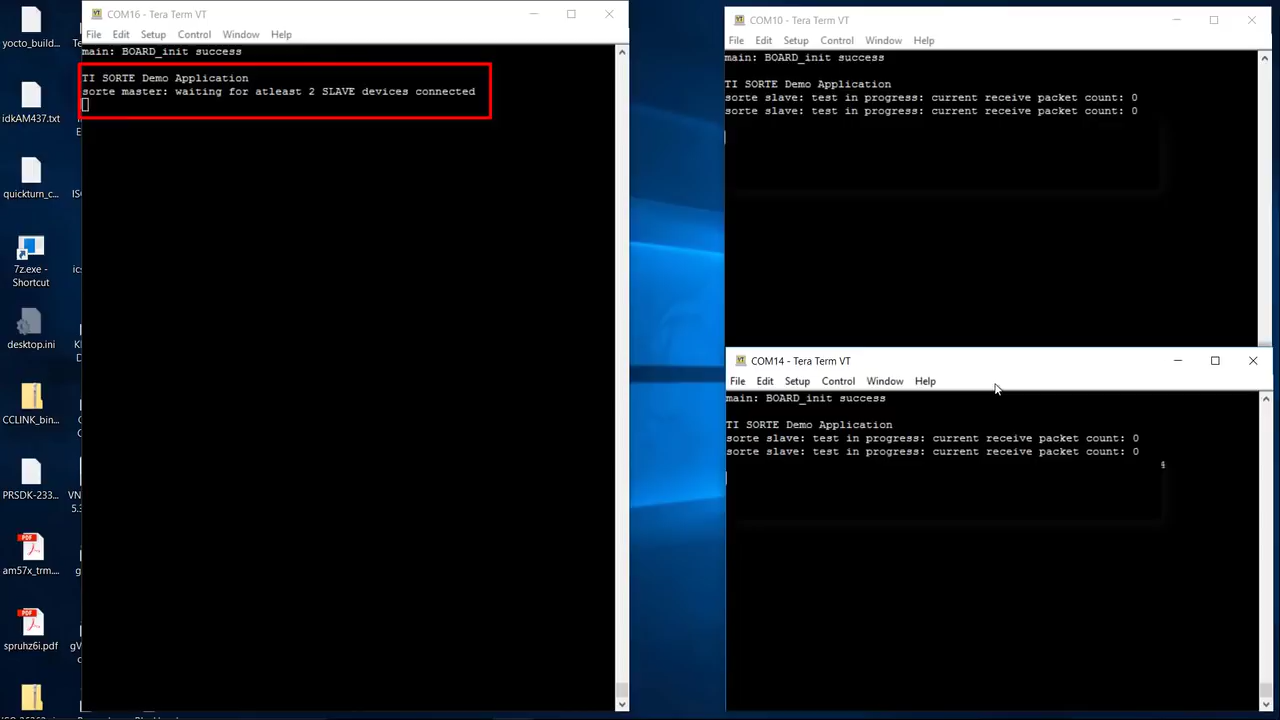 COM16 - Tera Term VT
File Edit Setup Control Window Help
main: BOARD_init success
TI SORTE Demo Application
sorte master: waiting for atleast 2 SLAVE devices connected
COM10 - Tera Term VT
File Edit Setup Control Window Help
main: BOARD_init success
TI SORTE Demo Application
sorte slave: test in progress: current receive packet count: 0
sorte slave: test in progress: current receive packet count: 0
COM14 - Tera Term VT
File Edit Setup Control Window Help
main: BOARD_init success
TI SORTE Demo Application
sorte slave: test in progress: current receive packet count: 0
sorte slave: test in progress: current receive packet count: 0
yocto_build...
idkAM437.txt
quickturn_c...
7z.exe -
Shortcut
desktop.ini
CCLINK_bin...
PRSDK-233...
am57x_trm...
spruhz6i.pdf